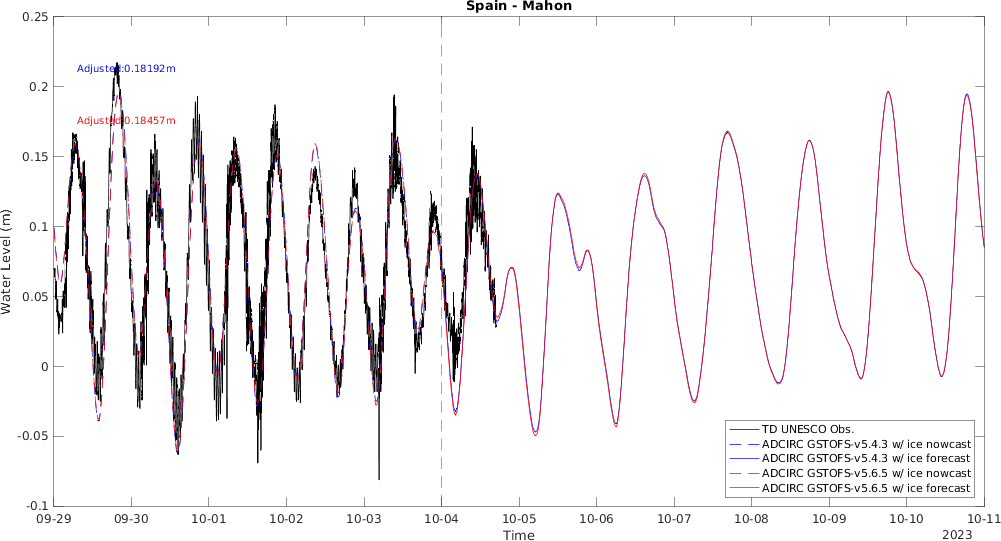 Spain - Mahon
0.25
0.2
0.15
0.1
0.05
0
-0.05
-0.1
Water Level (m)
Adjusted:0.18192m
Adjusted:0.18457m
TD UNESCO Obs.
ADCIRC GSTOFS-v5.4.3 w/ ice nowcast
ADCIRC GSTOFS-v5.4.3 w/ ice forecast
ADCIRC GSTOFS-v5.6.5 w/ ice nowcast
ADCIRC GSTOFS-v5.6.5 w/ ice forecast
09-29 09-30 10-01 10-02 10-03 10-04 10-05 10-06 10-07 10-08 10-09 10-10 10-11
Time
2023